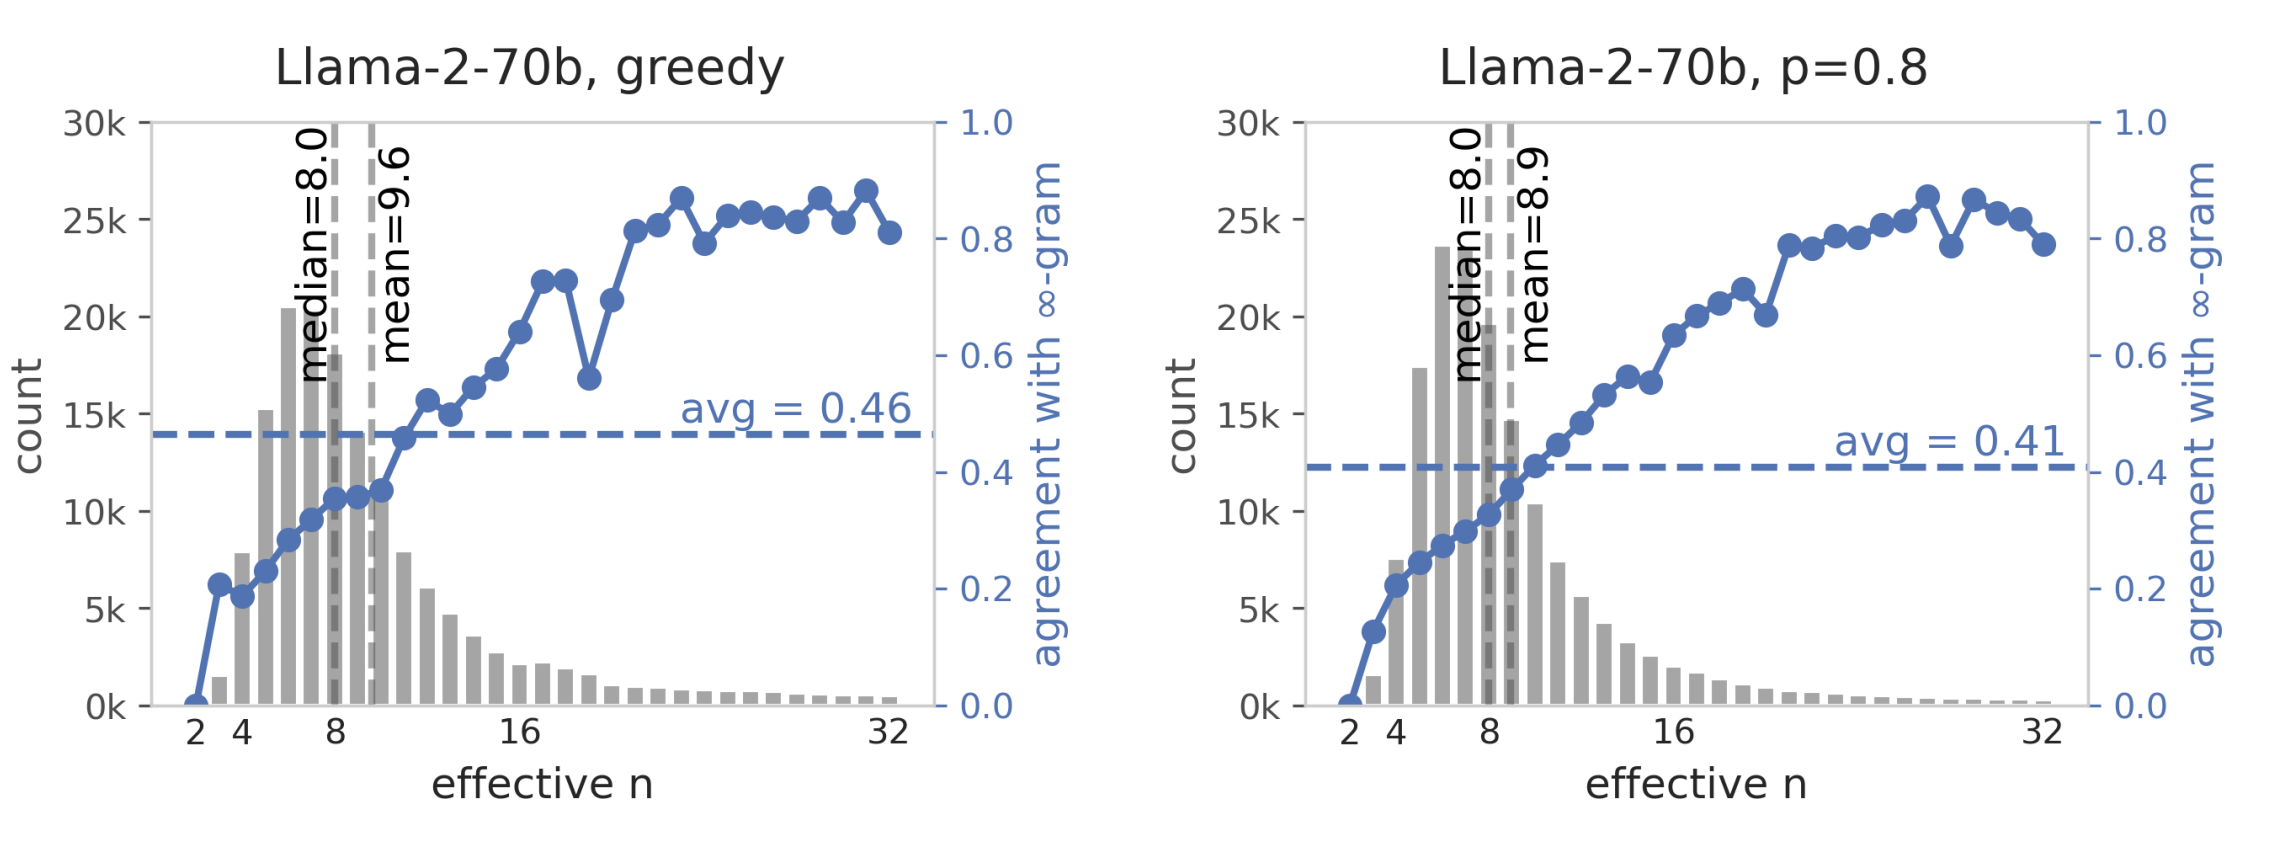 Llama-2-70b, greedy
30k
25k
20k
15k
10k
5k
0k
count
median=8.0
mean=9.6
avg = 0.46
1.0
0.8
0.6
0.4
0.2
0.0
agreement with ∞-gram
2 4 8 16 32
effective n
Llama-2-70b, p=0.8
30k
25k
20k
15k
10k
5k
0k
count
median=8.0
mean=8.9
avg = 0.41
1.0
0.8
0.6
0.4
0.2
0.0
agreement with ∞-gram
2 4 8 16 32
effective n